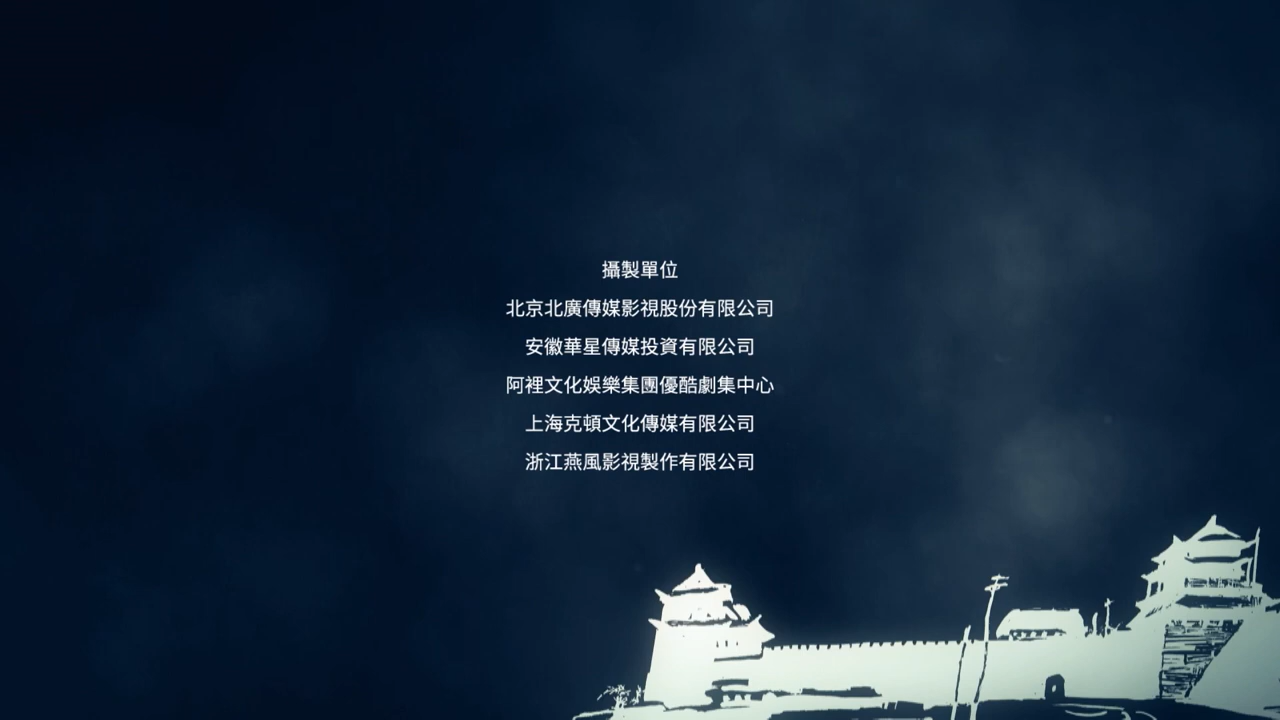 攝製單位
北京北廣傳媒影視股份有限公司
安徽華星傳媒投資有限公司
阿裡文化娛樂集團優酷劇集中心
上海克頓文化傳媒有限公司
浙江燕風影視製作有限公司